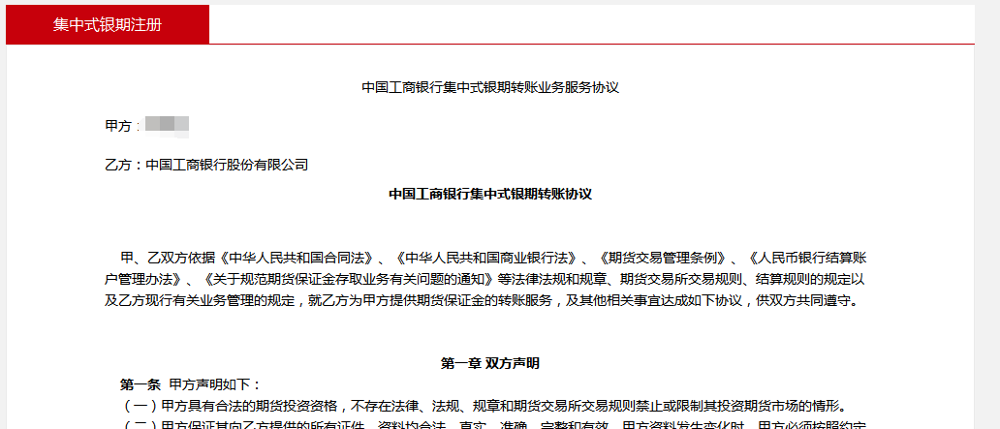 集中式银期注册
中国工商银行集中式银期转账业务服务协议
甲方：
乙方：中国工商银行股份有限公司
中国工商银行集中式银期转账协议
甲、乙双方依据《中华人民共和国合同法》、《中华人民共和国商业银行法》、《期货交易管理条例》、《人民币银行结算账
户管理办法》、《关于规范期货保证金存取业务有关问题的通知》等法律法规和规章、期货交易所交易规则、结算规则的规定以
及乙方现行有关业务管理的规定，就乙方为甲方提供期货保证金的转账服务，及其他相关事宜达成如下协议，供双方共同遵守。
第一章 双方声明
第一条 甲方声明如下：
（一）甲方具有合法的期货投资资格，不存在法律、法规、规章和期货交易所交易规则禁止或限制其投资期货市场的情形。
（二）甲方保证其向乙方提供的所有证件、资料均合法、真实、准确、完整和有效，甲方资料发生变化时，甲方必须按照约定